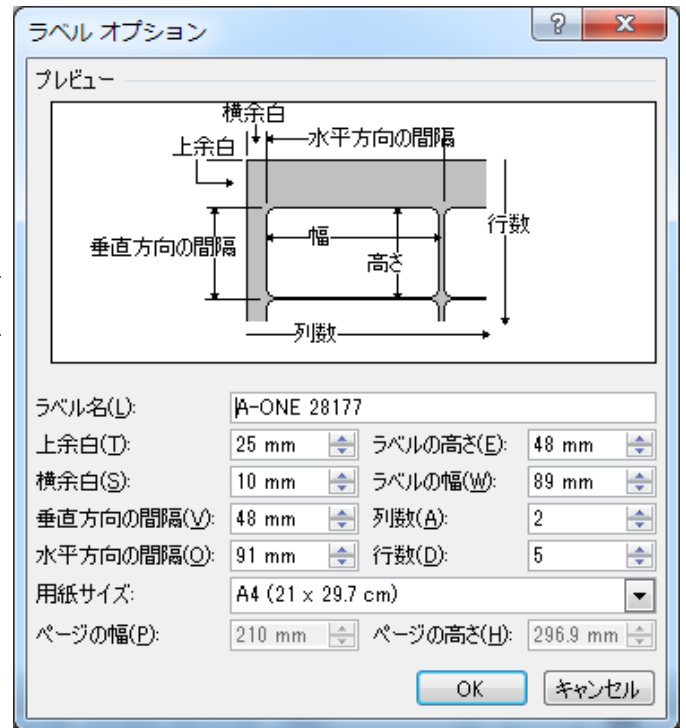 ラベル オプション
プレビュー
横余白
水平方向の間隔
上余白
行数
幅
垂直方向の間隔
高さ
列数
ラベル名(L): A-ONE 28177
上余白(T): 25 mm ラベルの高さ(E): 48 mm
横余白(S): 10 mm ラベルの幅(W): 89 mm
垂直方向の間隔(V): 48 mm 列数(A): 2
水平方向の間隔(O): 91 mm 行数(D): 5
用紙サイズ: A4 (21 x 29.7 cm)
ページの幅(P): 210 mm ページの高さ(H): 296.9 mm
OK キャンセル